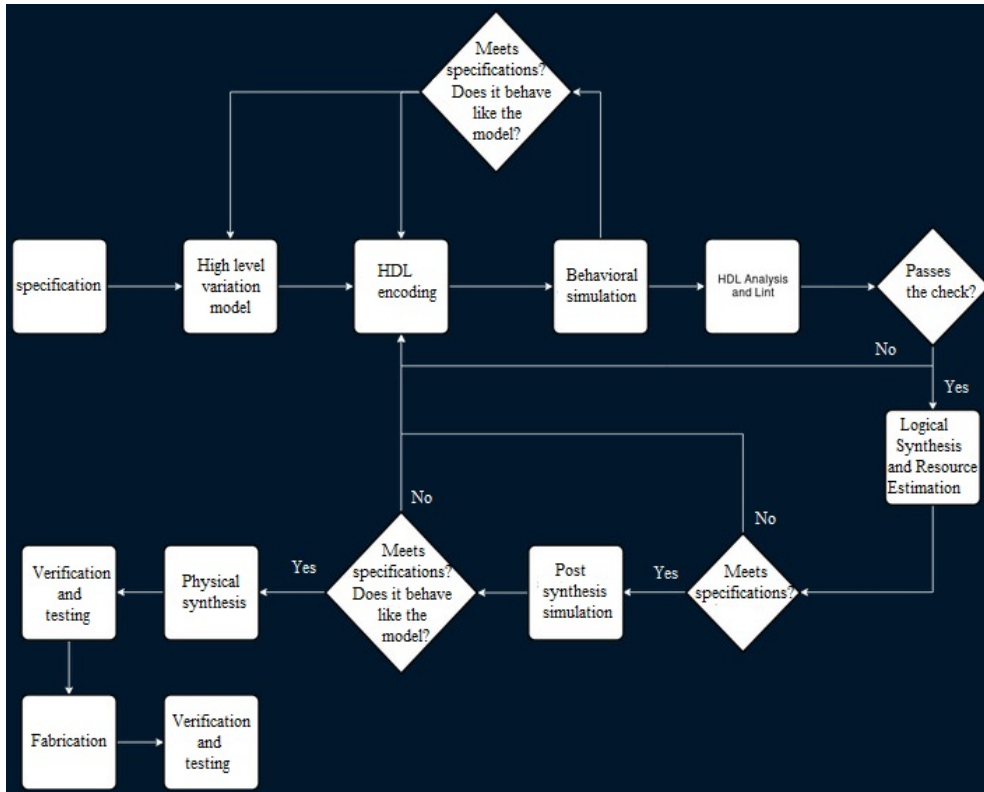 Meets
specifications?
Does it behave
like the
model?
specification
High level
variation
model
HDL
encoding
Behavioral
simulation
HDL Analysis
and Lint
Passes
the check?
No
Yes
Logical
Synthesis
and Resource
Estimation
No
No
Verification
and
testing
Physical
synthesis
Yes
Meets
specifications?
Does it behave
like the
model?
Post
synthesis
simulation
Yes
Meets
specifications?
Fabrication
Verification
and
testing